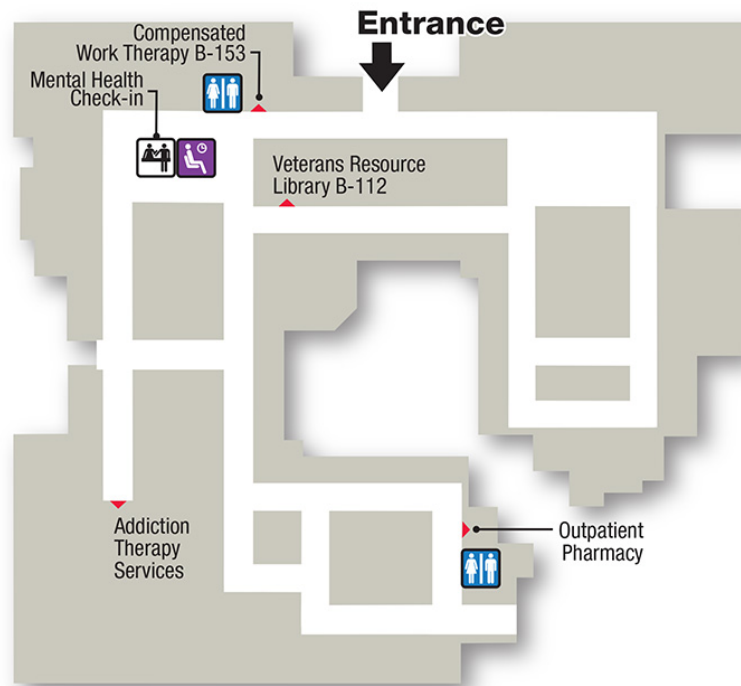 Entrance
Compensated
Work Therapy B-153
Mental Health
Check-in
Veterans Resource
Library B-112
Addiction
Therapy
Services
Outpatient
Pharmacy